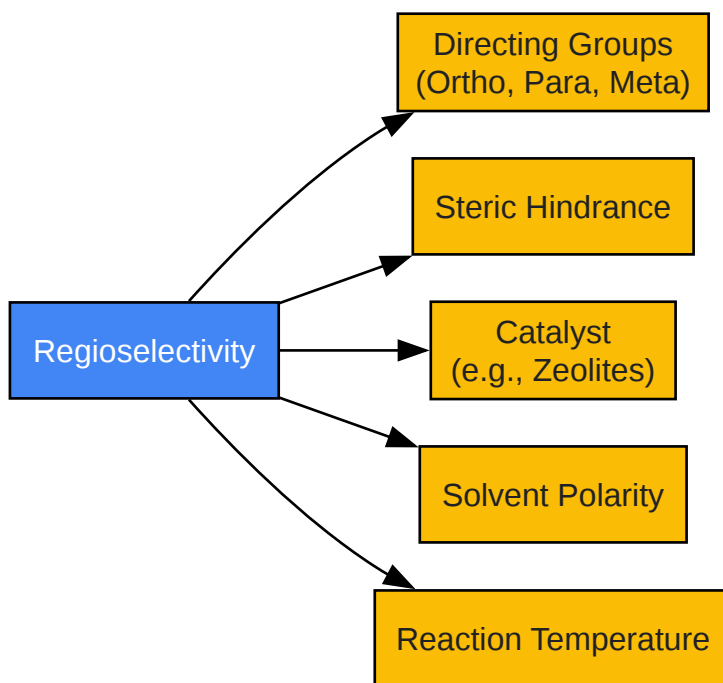 Directing Groups
(Ortho, Para, Meta)
Steric Hindrance
Regioselectivity
Catalyst
(e.g., Zeolites)
Solvent Polarity
Reaction Temperature